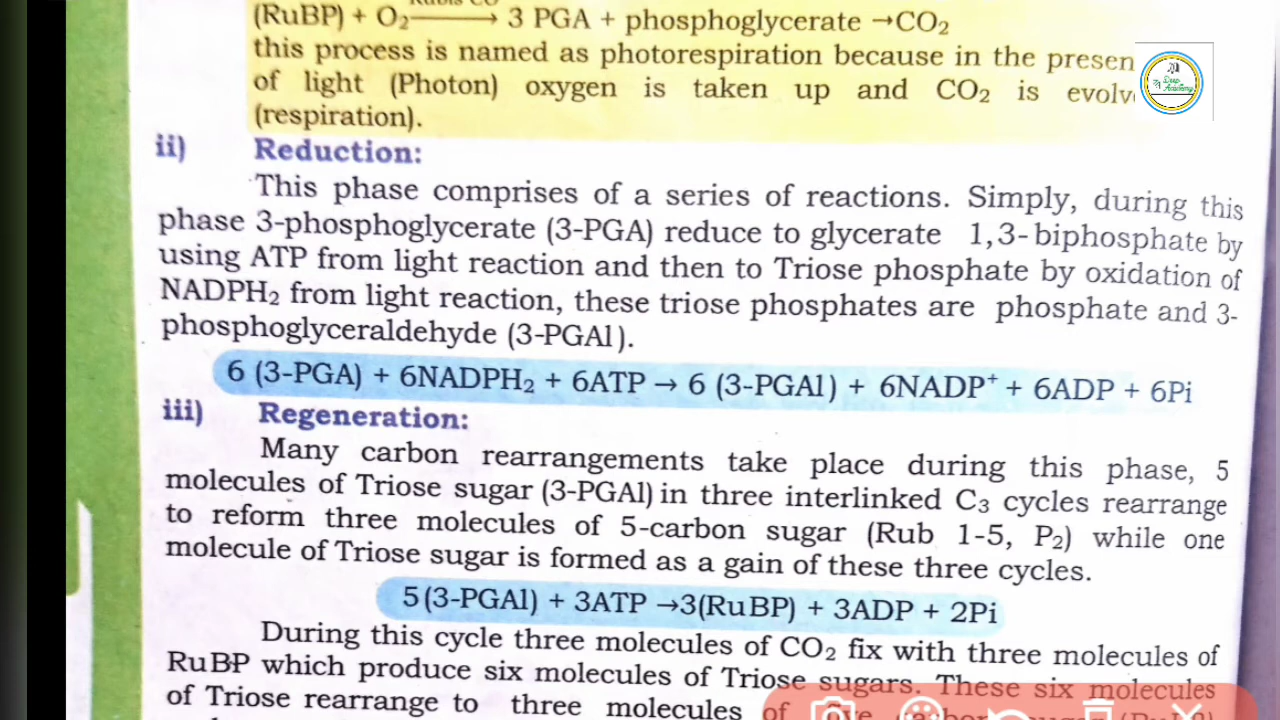 (RuBP) + O₂ ⟶ 3 PGA + phosphoglycerate →CO₂
this process is named as photorespiration because in the presen
of light (Photon) oxygen is taken up and CO₂ is evolv
(respiration).
ii) Reduction:
This phase comprises of a series of reactions. Simply, during this
phase 3-phosphoglycerate (3-PGA) reduce to glycerate 1,3- biphosphate by
using ATP from light reaction and then to Triose phosphate by oxidation of
NADPH₂ from light reaction, these triose phosphates are phosphate and 3-
phosphoglyceraldehyde (3-PGAl).
6 (3-PGA) + 6NADPH₂ + 6ATP → 6 (3-PGAl) + 6NADP⁺ + 6ADP + 6Pi
iii) Regeneration:
Many carbon rearrangements take place during this phase, 5
molecules of Triose sugar (3-PGAl) in three interlinked C₃ cycles rearrange
to reform three molecules of 5-carbon sugar (Rub 1-5, P₂) while one
molecule of Triose sugar is formed as a gain of these three cycles.
5(3-PGAl) + 3ATP →3(RuBP) + 3ADP + 2Pi
During this cycle three molecules of CO₂ fix with three molecules of
RuBP which produce six molecules of Triose sugars. These six molecules
of Triose rearrange to three molecules of
Deep
Academy